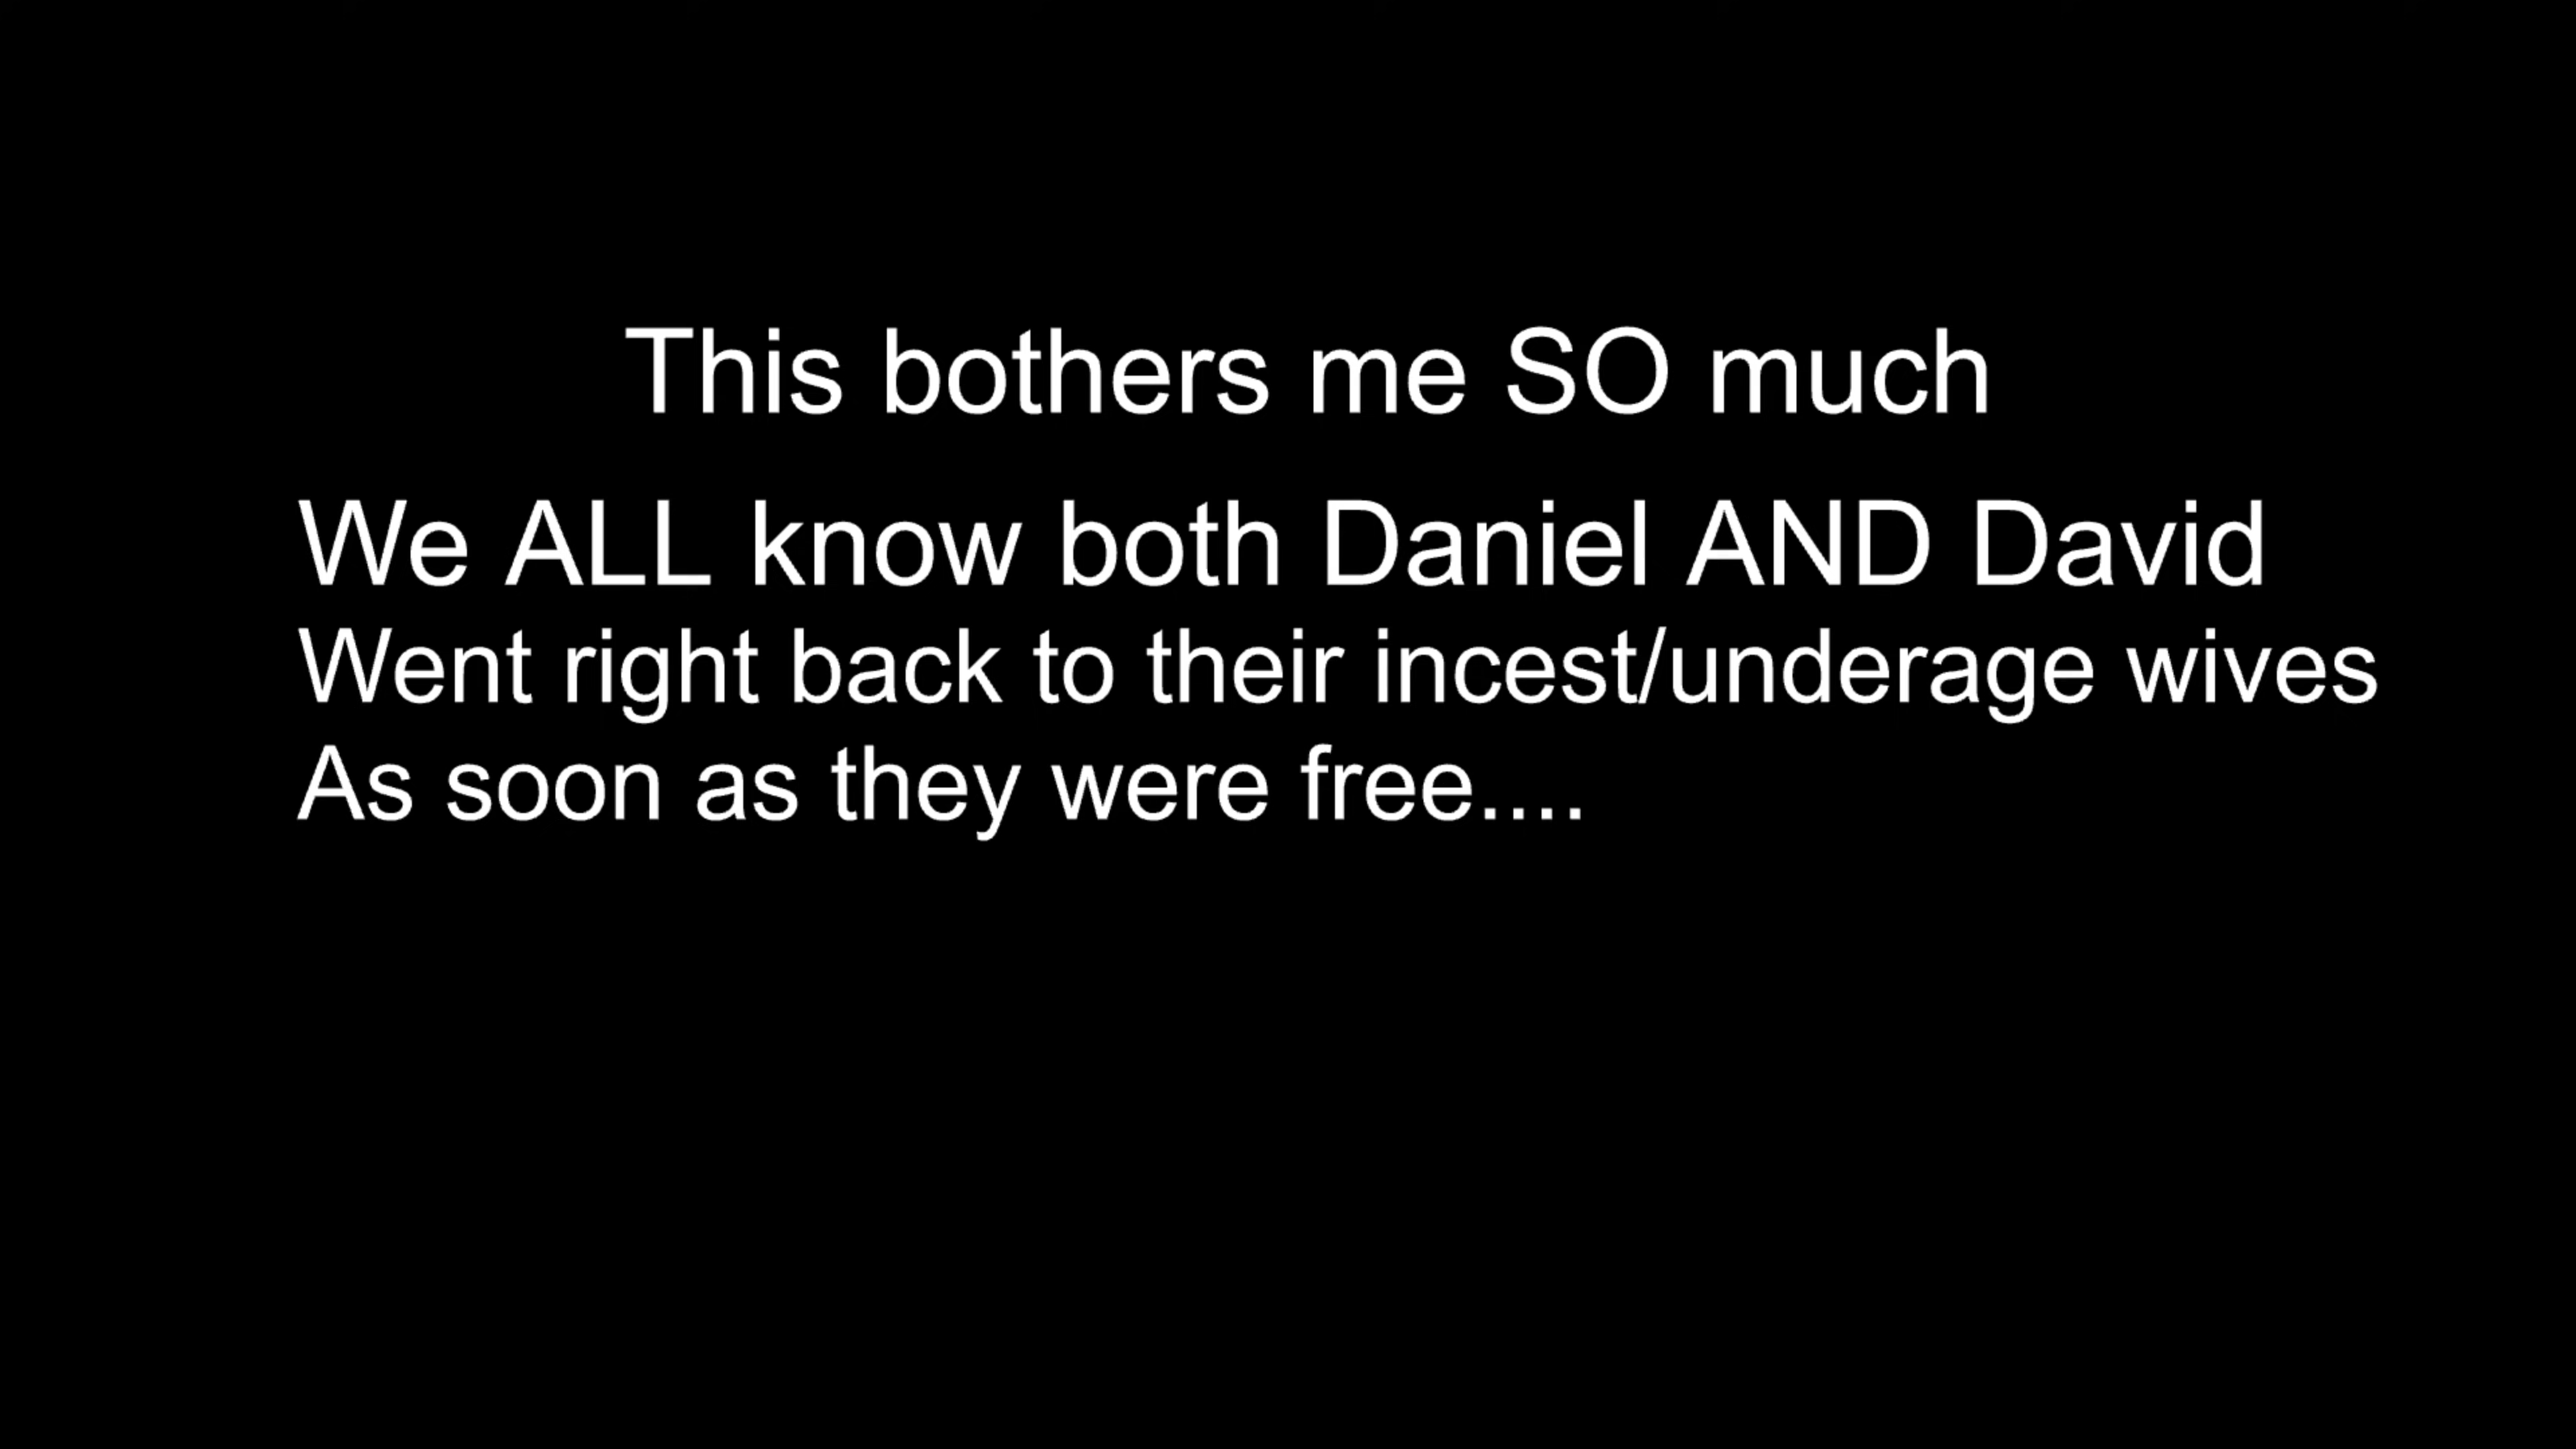 This bothers me SO much
We ALL know both Daniel AND David
Went right back to their incest/underage wives
As soon as they were free....